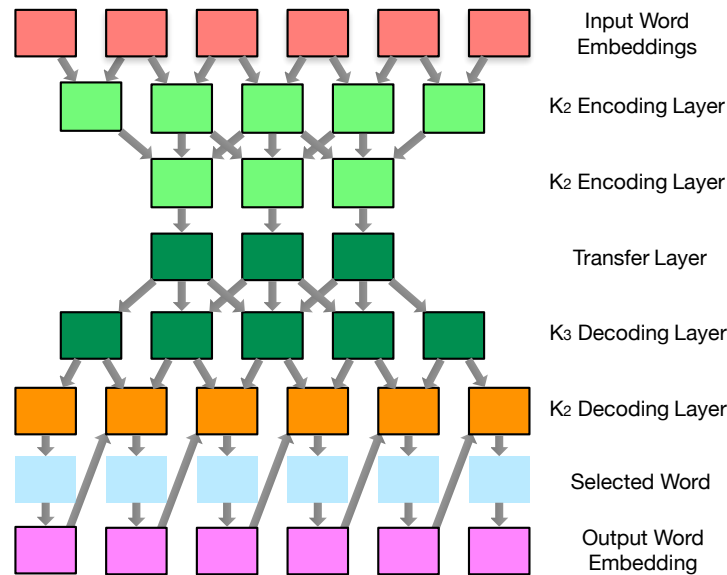 Input Word
Embeddings
K₂ Encoding Layer
K₂ Encoding Layer
Transfer Layer
K₃ Decoding Layer
K₂ Decoding Layer
Selected Word
Output Word
Embedding